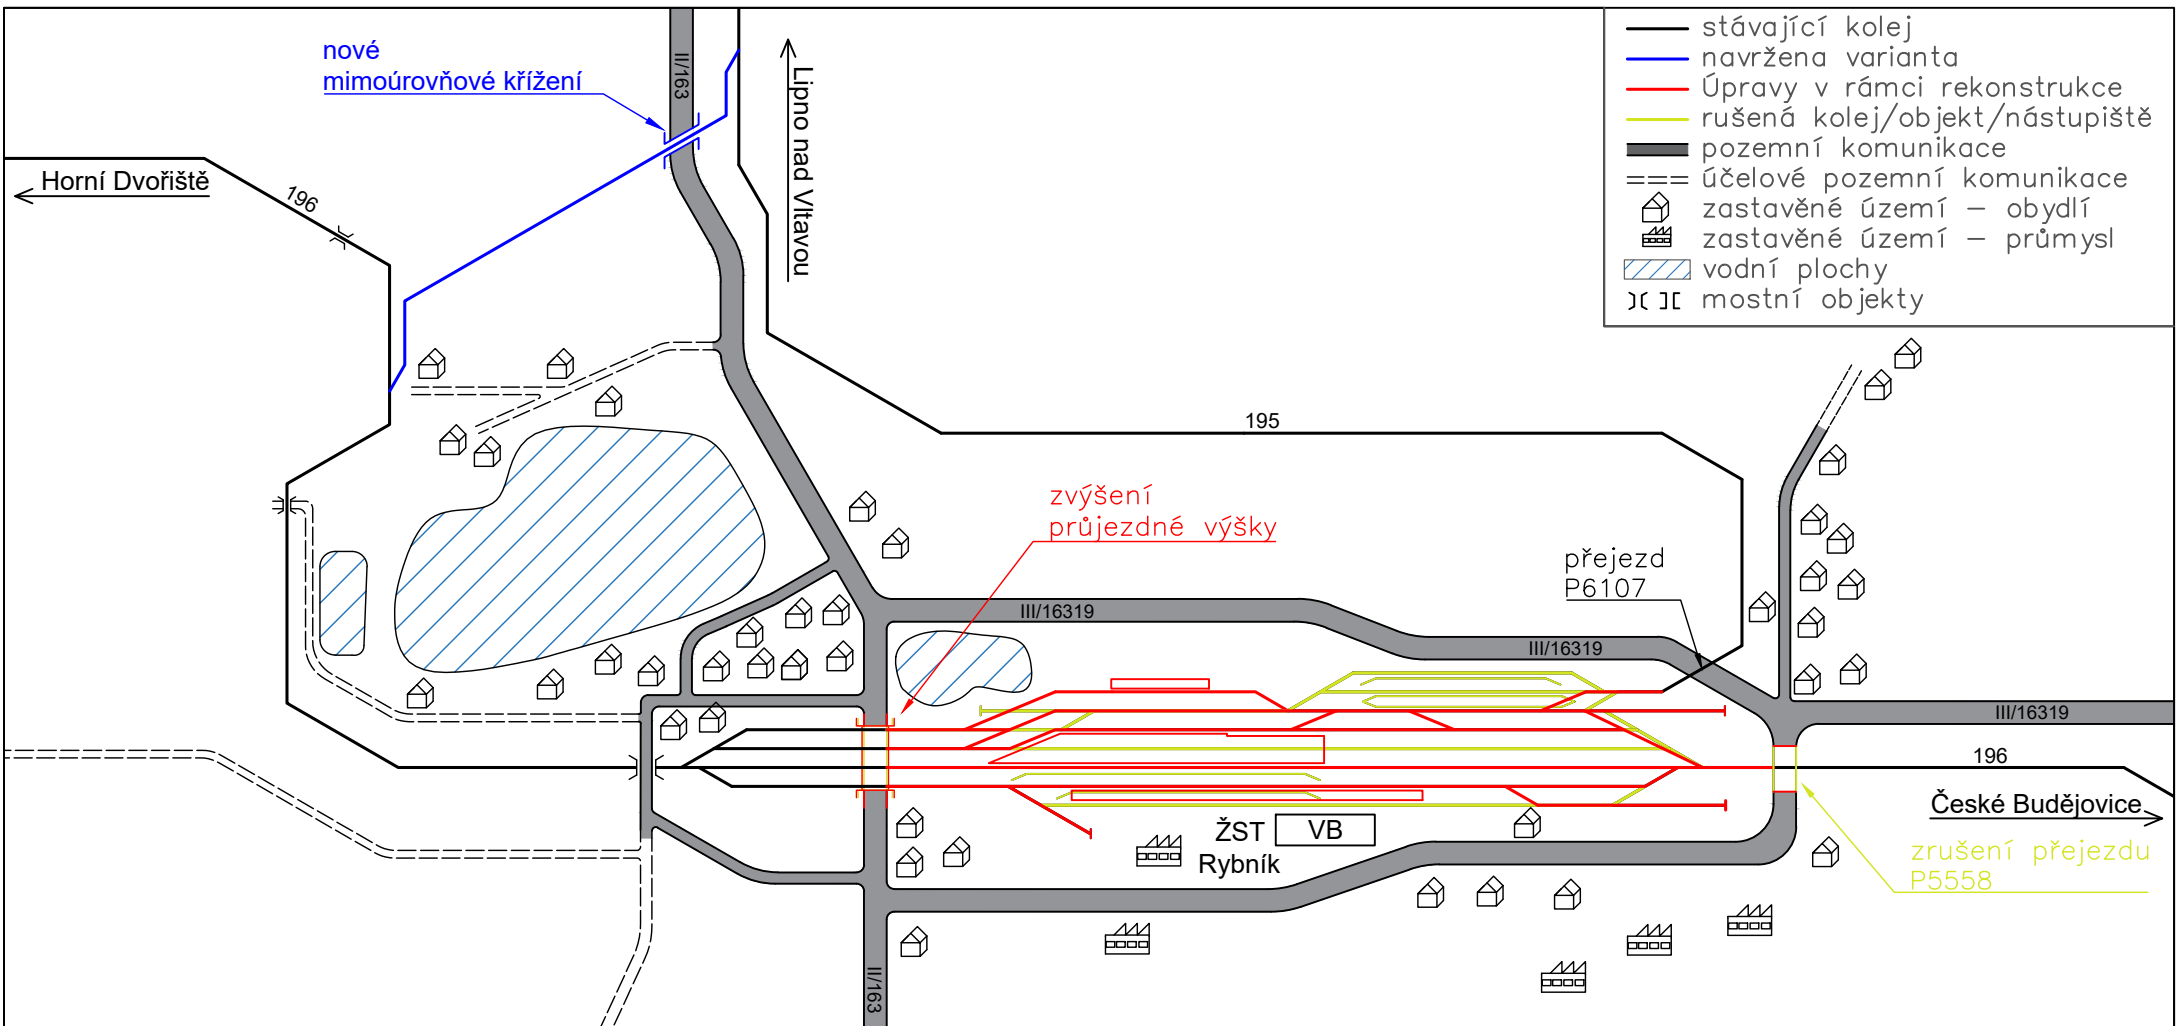 nové
mimoúrovňové křížení
II/163
Lipno nad Vltavou
stávající kolej
navržena varianta
Úpravy v rámci rekonstrukce
rušená kolej/objekt/nástupiště
pozemní komunikace
účelové pozemní komunikace
zastavěné území – obydlí
zastavěné území – průmysl
vodní plochy
mostní objekty
Horní Dvořiště
196
195
zvýšení
průjezdné výšky
přejezd
P6107
III/16319
III/16319
III/16319
196
České Budějovice
ŽST
Rybník
VB
zrušení přejezdu
P5558
II/163